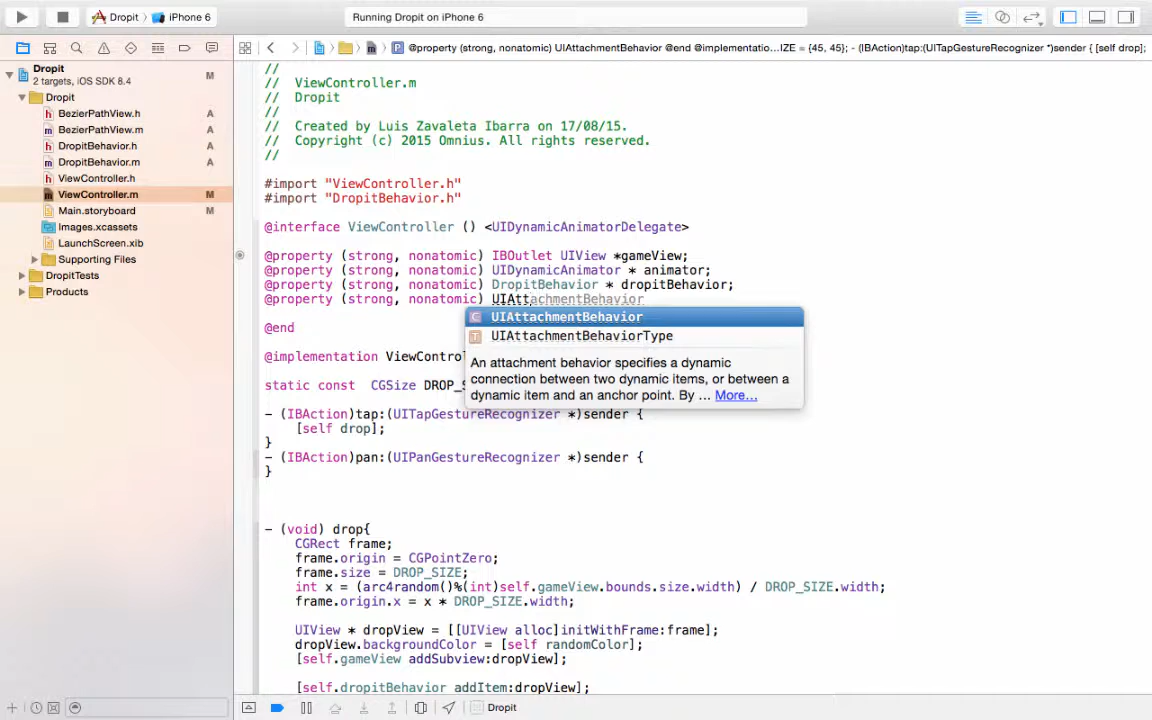 Dropit
iPhone 6
Running Dropit on iPhone 6
@property (strong, nonatomic) UIAttachmentBehavior @end @implementatio...IZE = {45, 45}; - (IBAction)tap:(UITapGestureRecognizer *)sender { [self drop];
Dropit
M
2 targets, iOS SDK 8.4
Dropit
BezierPathView.h
A
BezierPathView.m
A
DropitBehavior.h
A
DropitBehavior.m
A
ViewController.h
ViewController.m
M
Main.storyboard
M
Images.xcassets
LaunchScreen.xib
Supporting Files
DropitTests
Products
//
//  ViewController.m
//  Dropit
//
//  Created by Luis Zavaleta Ibarra on 17/08/15.
//  Copyright (c) 2015 Omnius. All rights reserved.
//
#import "ViewController.h"
#import "DropitBehavior.h"
@interface ViewController () <UIDynamicAnimatorDelegate>
@property (strong, nonatomic) IBOutlet UIView *gameView;
@property (strong, nonatomic) UIDynamicAnimator * animator;
@property (strong, nonatomic) DropitBehavior * dropitBehavior;
@property (strong, nonatomic) UIAttachmentBehavior
UIAttachmentBehavior
UIAttachmentBehaviorType
An attachment behavior specifies a dynamic
connection between two dynamic items, or between a
dynamic item and an anchor point. By ... More...
@end
@implementation ViewContro
static const  CGSize DROP_S
- (IBAction)tap:(UITapGestureRecognizer *)sender {
[self drop];
}
- (IBAction)pan:(UIPanGestureRecognizer *)sender {
}
- (void) drop{
CGRect frame;
frame.origin = CGPointZero;
frame.size = DROP_SIZE;
int x = (arc4random()%(int)self.gameView.bounds.size.width) / DROP_SIZE.width;
frame.origin.x = x * DROP_SIZE.width;
UIView * dropView = [[UIView alloc]initWithFrame:frame];
dropView.backgroundColor = [self randomColor];
[self.gameView addSubview:dropView];
[self.dropitBehavior addItem:dropView];
Dropit